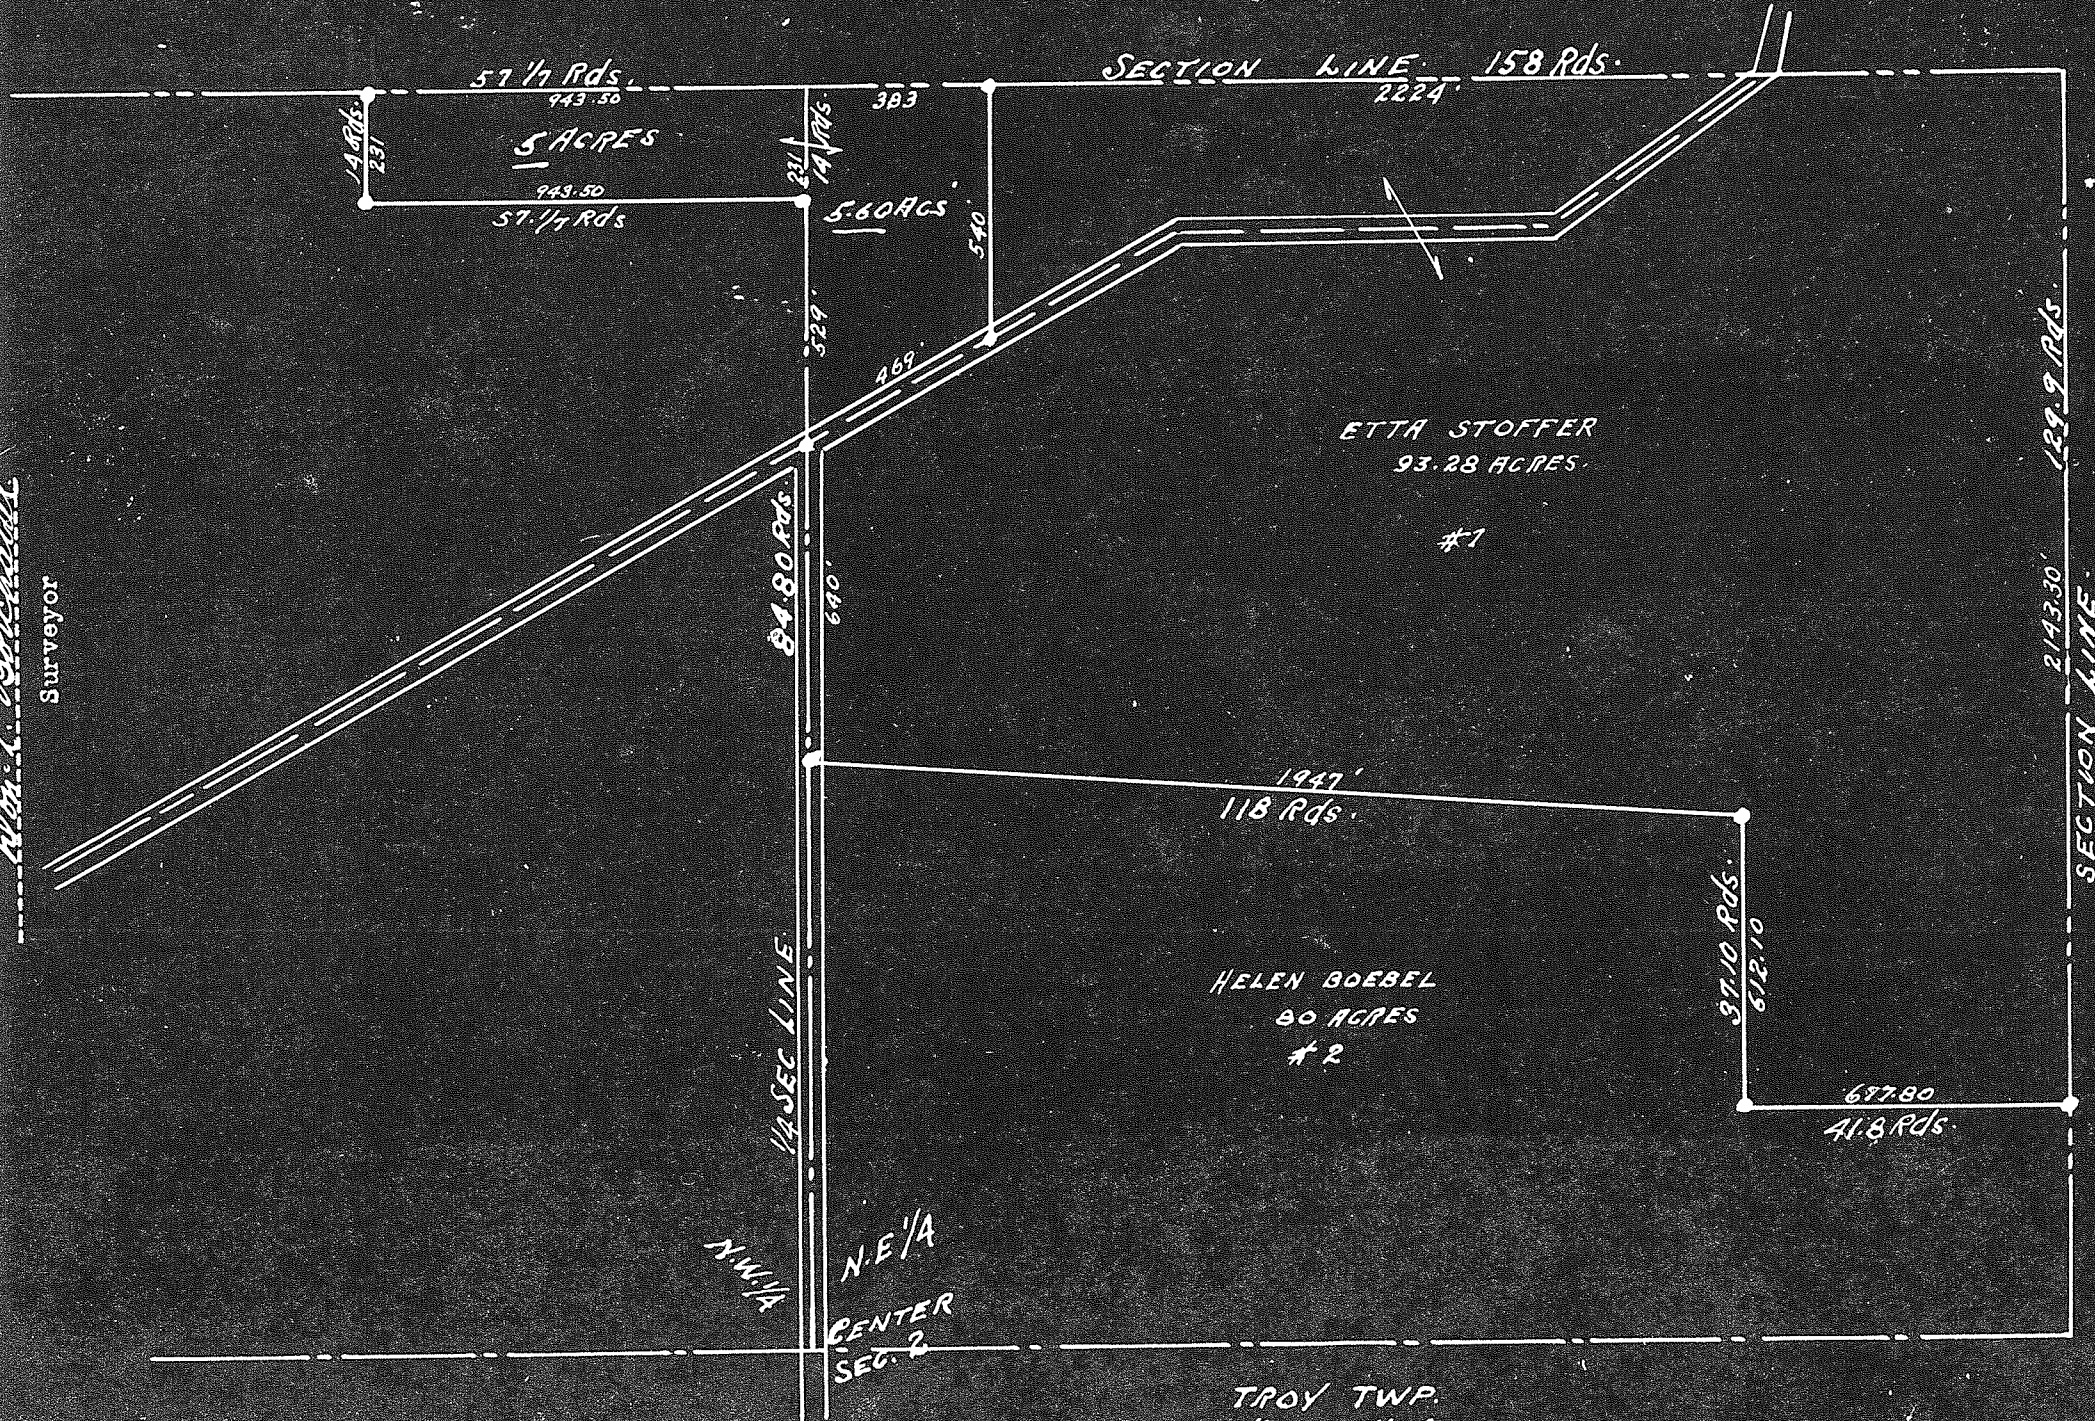 SECTION LINE. 158 Rds.
57 1/7 Rds.
943.50
383
2224'
14 Rds.
231
5 ACRES
231
14 Rds.
943.50
57.1/7 Rds
5.60 ACS
540'
529'
469'
ETTA STOFFER
93.28 ACRES.
#1
129.9 Rds.
2143.30'
SECTION LINE.
84.80 Rds.
640'
Surveyor
1947'
118 Rds.
37.10 Rds.
612.10
HELEN BOEBEL
80 ACRES
#2
677.80
41.8 Rds.
1/4 SEC LINE
N.W. 1/4
N.E 1/4
CENTER
SEC. 2
TROY TWP.